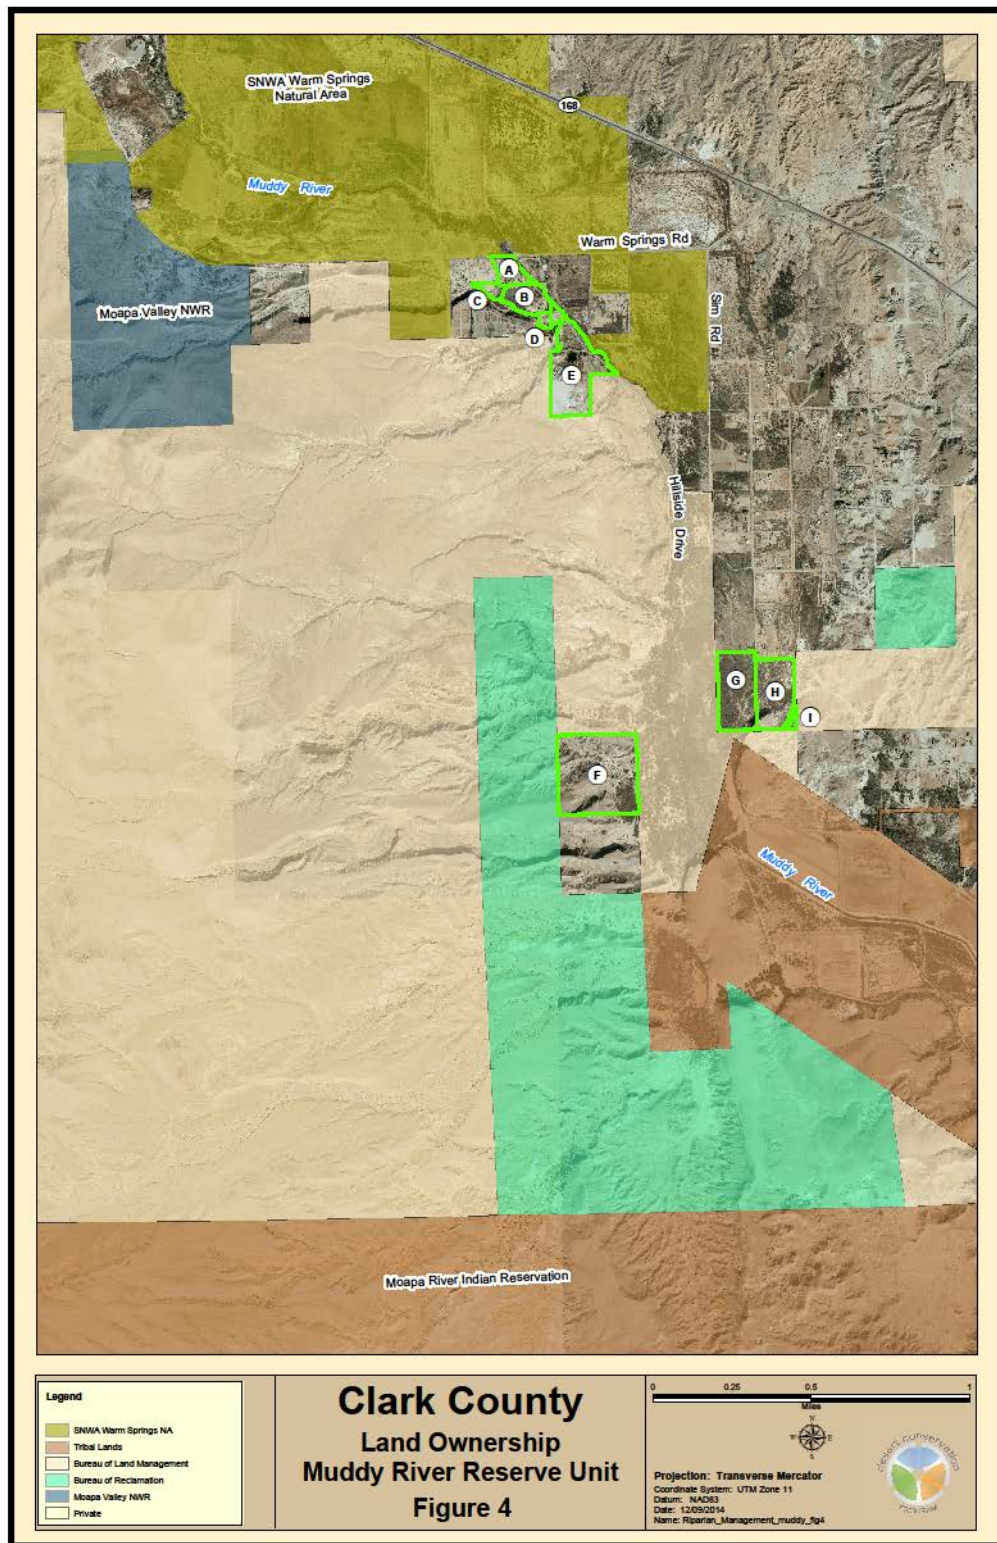 SNWA Warm Springs
Natural Area
168
Muddy River
Warm Springs Rd
A
B
C
Moapa Valley NWR
Sim Rd
D
E
Hillside Drive
G
H
I
F
Muddy River
Moapa River Indian Reservation
Legend
SNWA Warm Springs NA
Tribal Lands
Bureau of Land Management
Bureau of Reclamation
Moapa Valley NWR
Private
Clark County
Land Ownership
Muddy River Reserve Unit
Figure 4
0 0.25 0.5 1
Miles
N
W E
S
desert conservation
PROGRAM
Projection: Transverse Mercator
Coordinate System: UTM Zone 11
Datum: NAD83
Date: 12/09/2014
Name: Riparian_Management_muddy_fig4